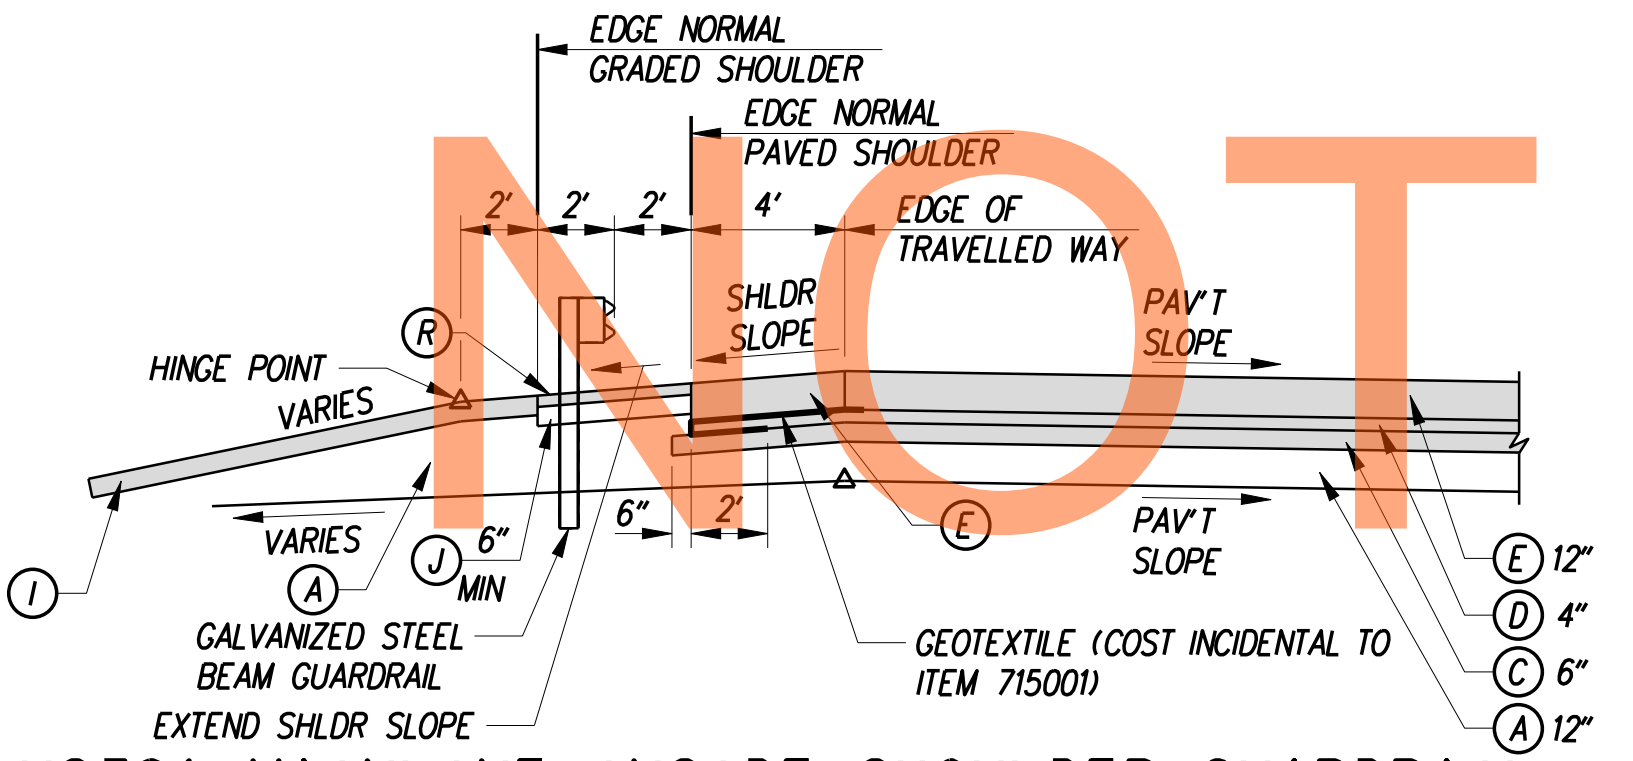 EDGE NORMAL
GRADED SHOULDER
EDGE NORMAL
PAVED SHOULDER
2' 2' 2' 4'
EDGE OF
TRAVELLED WAY
NOT
SHLDR
SLOPE
PAV'T
SLOPE
R
HINGE POINT
VARIES
6" 2'
E
PAV'T
SLOPE
VARIES
J 6"
MIN
I
A
E 12"
D 4"
C 6"
A 12"
GALVANIZED STEEL
BEAM GUARDRAIL
GEOTEXTILE (COST INCIDENTAL TO
ITEM 715001)
EXTEND SHLDR SLOPE